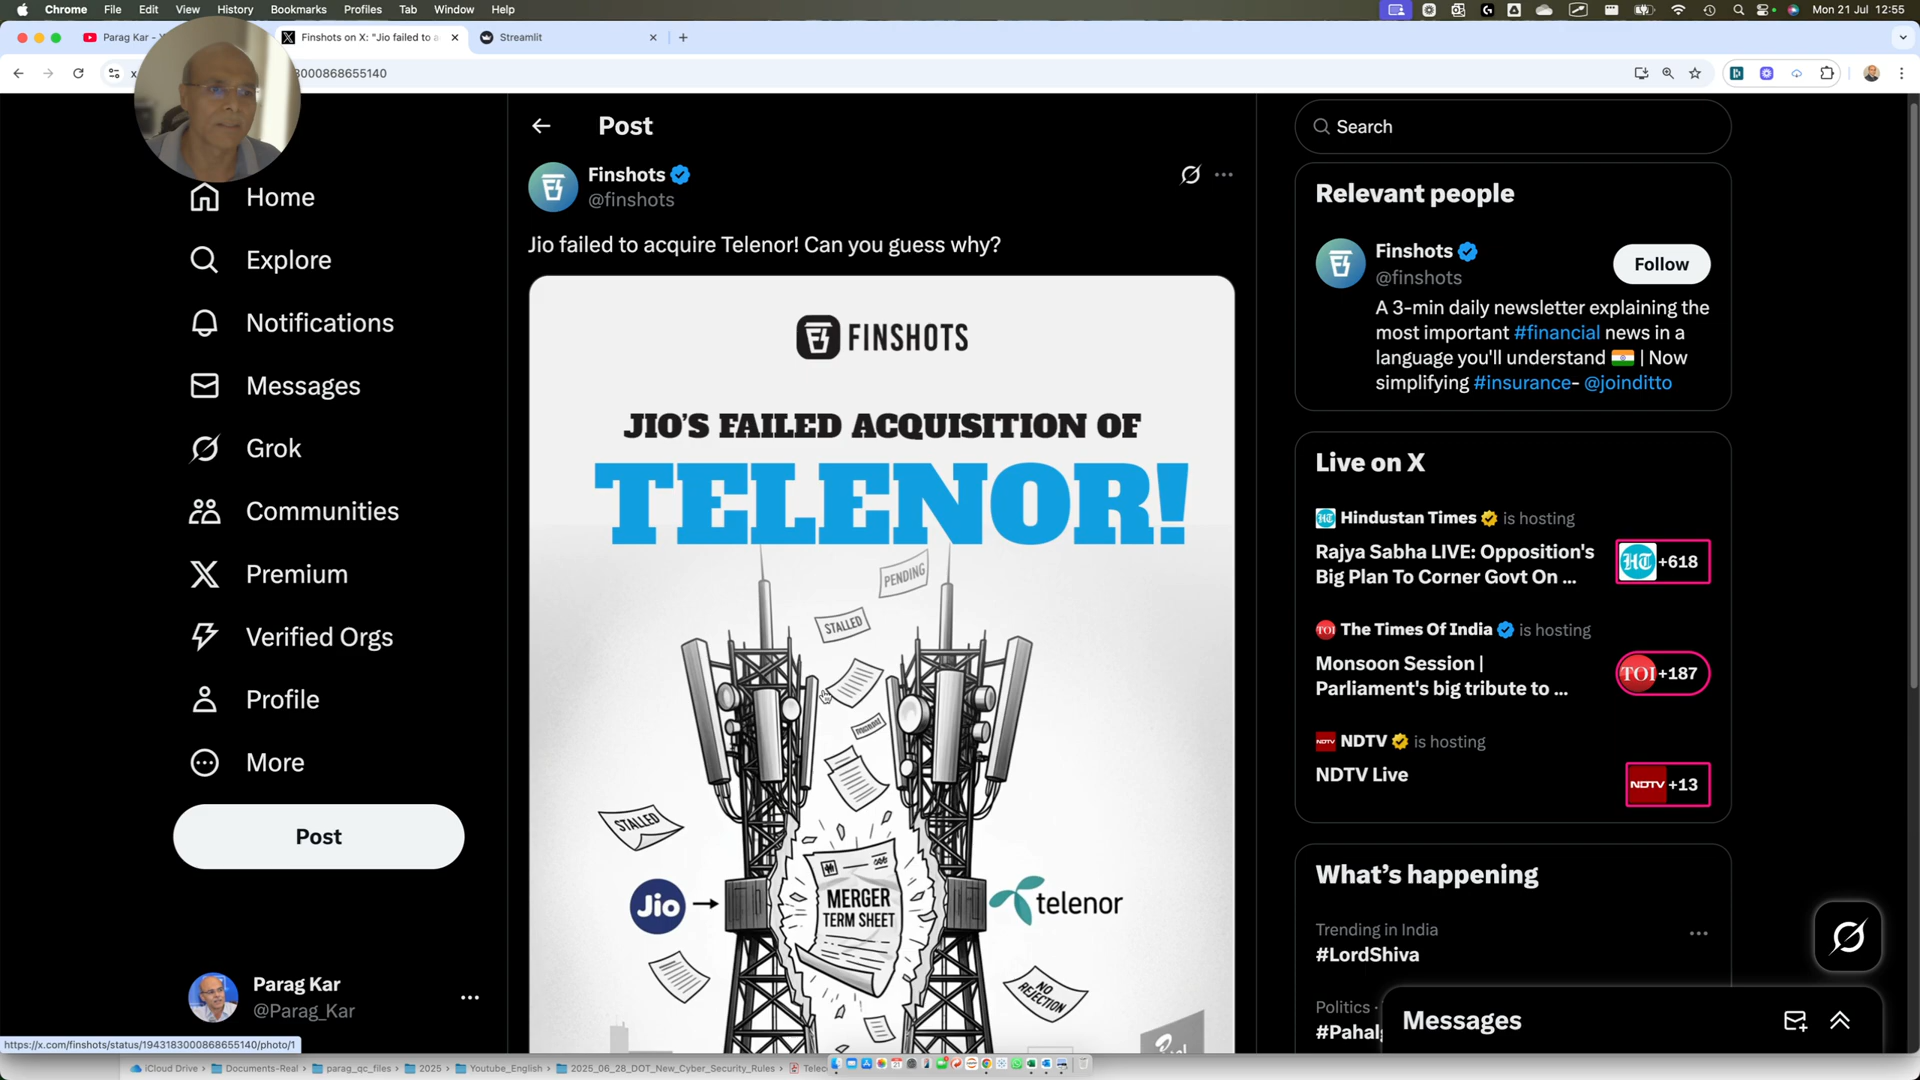 Chrome File Edit View History Bookmarks Profiles Tab Window Help
Mon 21 Jul 12:55
Parag Kar -
Finshots on X: "Jio failed to a
Streamlit
3000868655140
Post
Search
Finshots
@finshots
Jio failed to acquire Telenor! Can you guess why?
FINSHOTS
JIO'S FAILED ACQUISITION OF
TELENOR!
PENDING
STALLED
STALLED
Jio
MERGER
TERM SHEET
telenor
NO
REJECTION
Home
Explore
Notifications
Messages
Grok
Communities
Premium
Verified Orgs
Profile
More
Post
Parag Kar
@Parag_Kar
Relevant people
Finshots
@finshots
Follow
A 3-min daily newsletter explaining the
most important #financial news in a
language you'll understand | Now
simplifying #insurance- @joinditto
Live on X
Hindustan Times is hosting
Rajya Sabha LIVE: Opposition's
Big Plan To Corner Govt On ...
HT +618
TOI The Times Of India is hosting
Monsoon Session |
Parliament's big tribute to ...
TOI +187
NDTV NDTV is hosting
NDTV Live
NDTV +13
What's happening
Trending in India
#LordShiva
Politics ·
#Pahalg
Messages
https://x.com/finshots/status/1943183000868655140/photo/1
iCloud Drive > Documents-Real > parag_qc_files > 2025 > Youtube_English > 2025_06_28_DOT_New_Cyber_Security_Rules > Telec